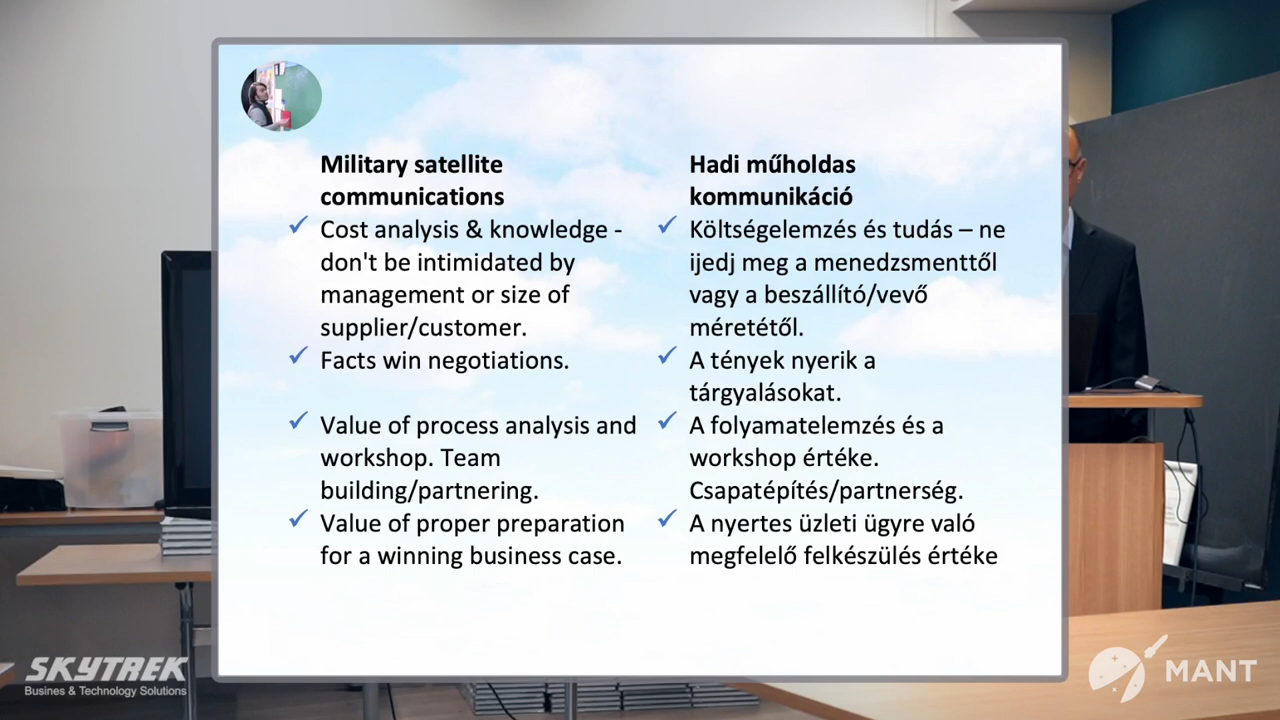 Military satellite
communications
Cost analysis & knowledge -
don't be intimidated by
management or size of
supplier/customer.
Facts win negotiations.
Value of process analysis and
workshop. Team
building/partnering.
Value of proper preparation
for a winning business case.
Hadi műholdas
kommunikáció
Költségelemzés és tudás – ne
ijedj meg a menedzsmenttől
vagy a beszállító/vevő
méretétől.
A tények nyerik a
tárgyalásokat.
A folyamatelemzés és a
workshop értéke.
Csapatépítés/partnerség.
A nyertes üzleti ügyre való
megfelelő felkészülés értéke
SKYTREK
Busines & Technology Solutions
MANT